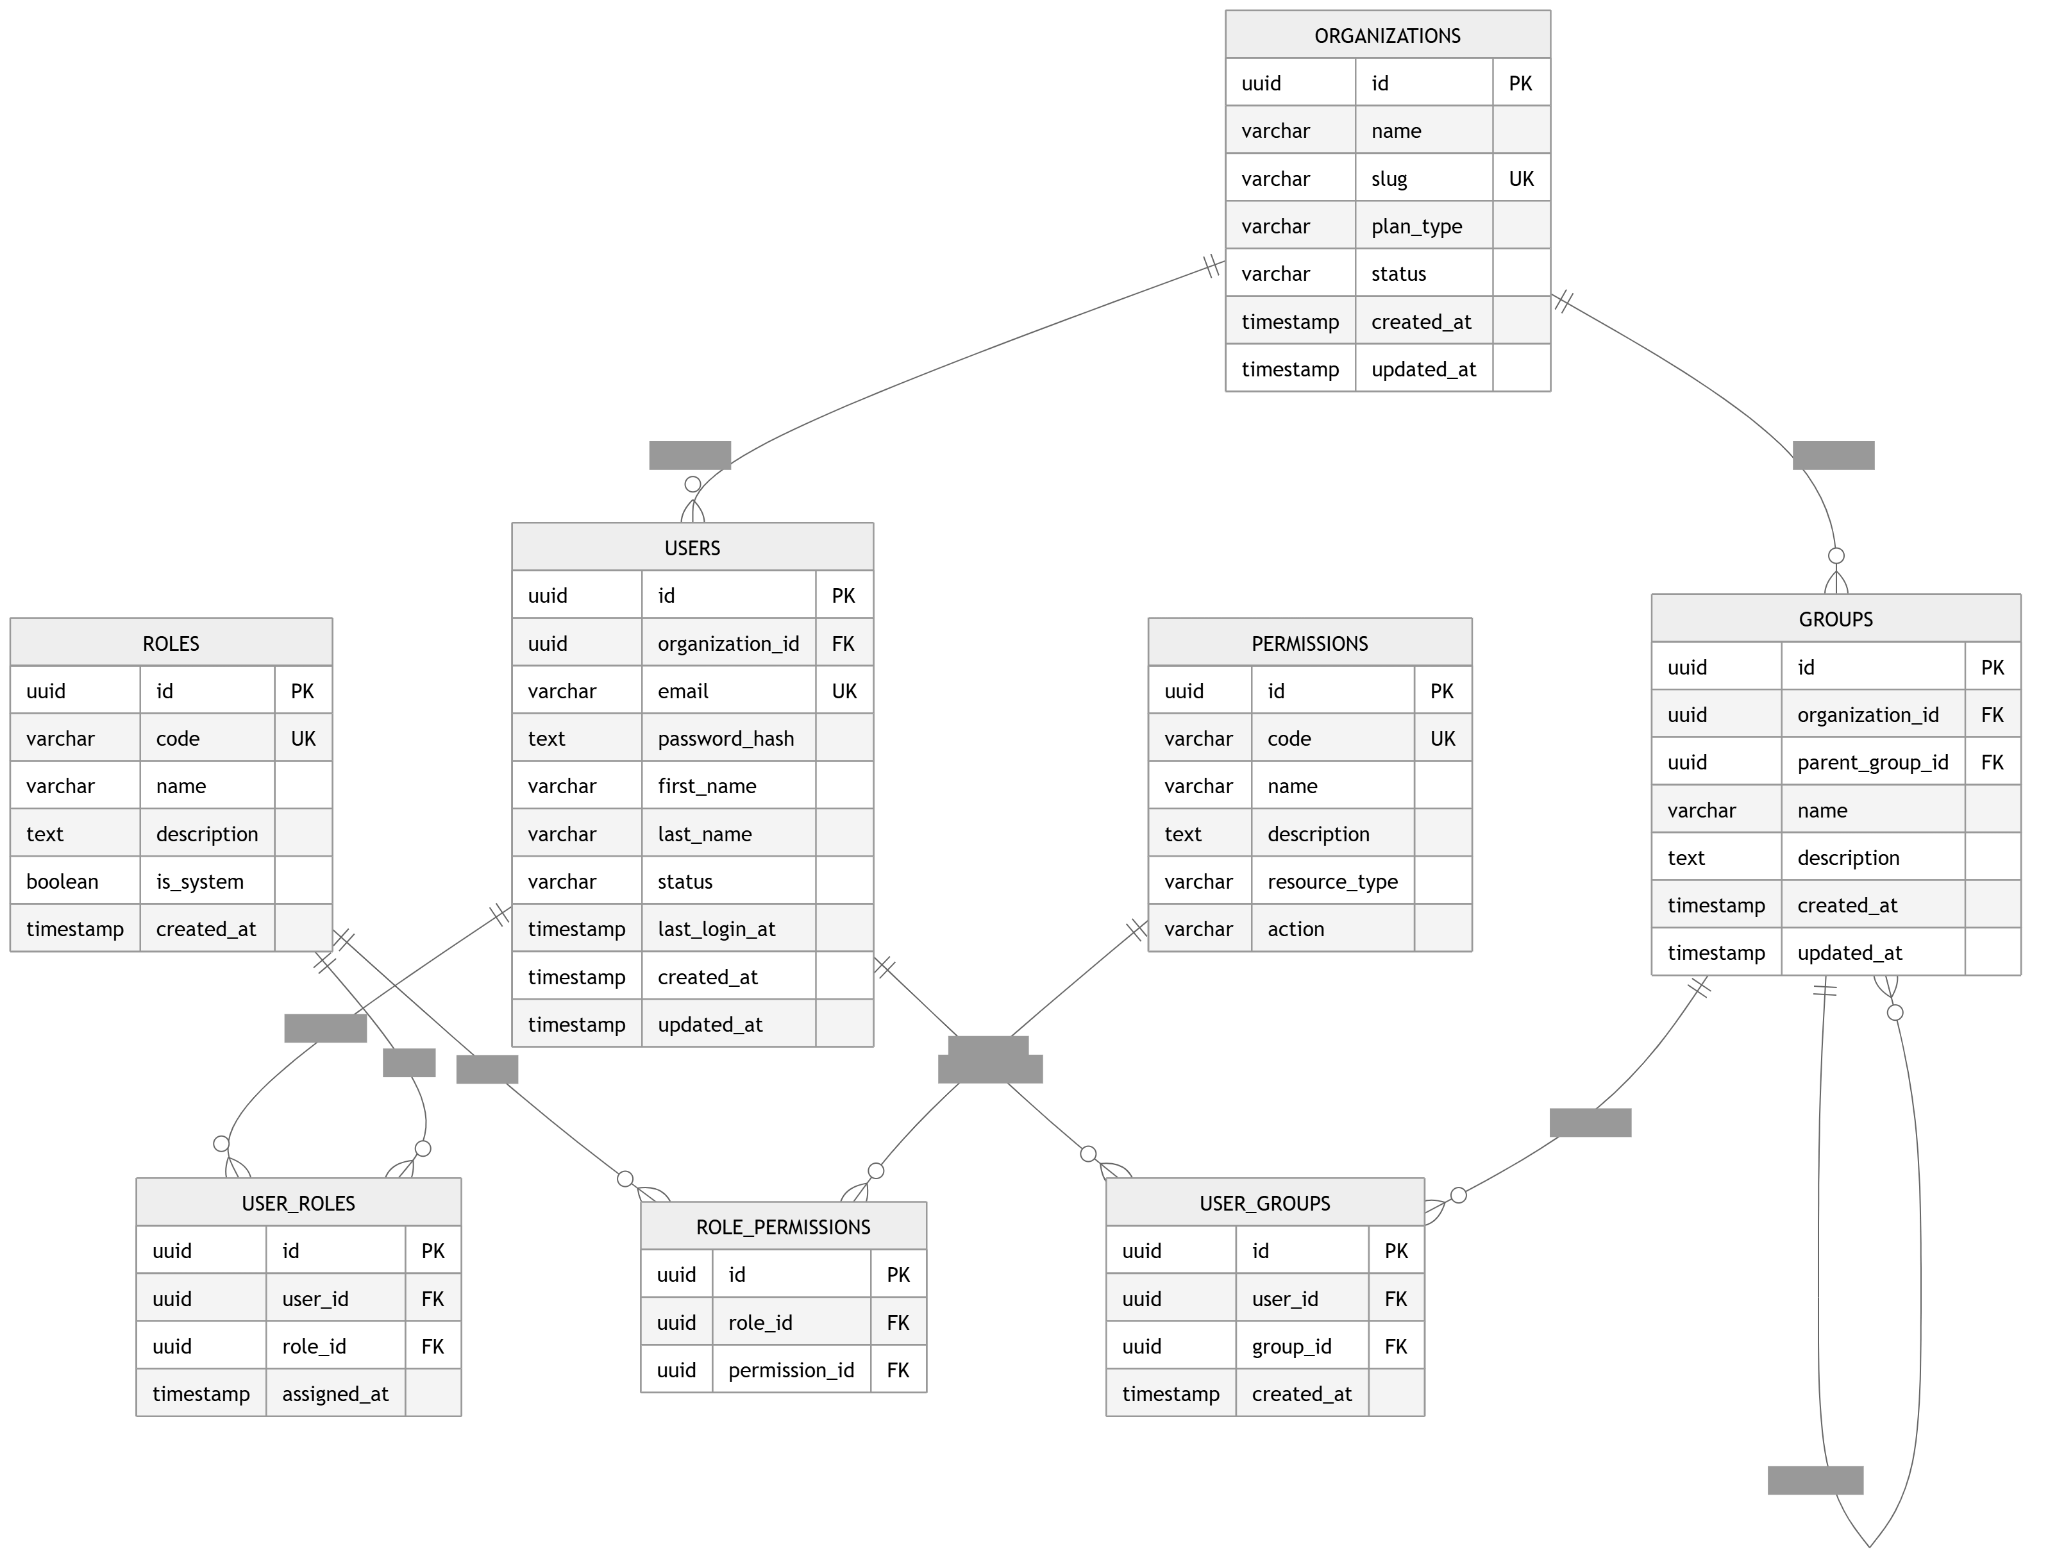 ORGANIZATIONS
uuid id PK
varchar name
varchar slug UK
varchar plan_type
varchar status
timestamp created_at
timestamp updated_at
USERS
uuid id PK
uuid organization_id FK
varchar email UK
text password_hash
varchar first_name
varchar last_name
varchar status
timestamp last_login_at
timestamp created_at
timestamp updated_at
ROLES
uuid id PK
varchar code UK
varchar name
text description
boolean is_system
timestamp created_at
PERMISSIONS
uuid id PK
varchar code UK
varchar name
text description
varchar resource_type
varchar action
GROUPS
uuid id PK
uuid organization_id FK
uuid parent_group_id FK
varchar name
text description
timestamp created_at
timestamp updated_at
USER_ROLES
uuid id PK
uuid user_id FK
uuid role_id FK
timestamp assigned_at
ROLE_PERMISSIONS
uuid id PK
uuid role_id FK
uuid permission_id FK
USER_GROUPS
uuid id PK
uuid user_id FK
uuid group_id FK
timestamp created_at